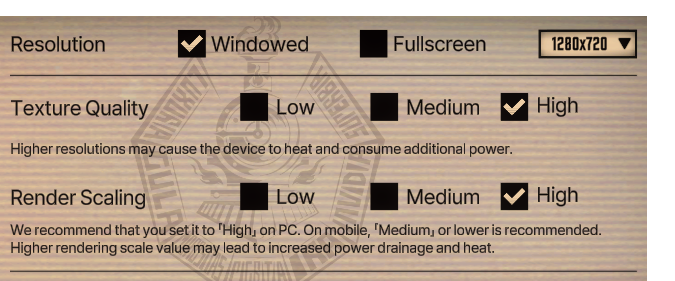 Resolution Windowed Fullscreen 1280x720
Texture Quality Low Medium High
Higher resolutions may cause the device to heat and consume additional power.
Render Scaling Low Medium High
We recommend that you set it to ｢High｣ on PC. On mobile, ｢Medium｣ or lower is recommended.
Higher rendering scale value may lead to increased power drainage and heat.